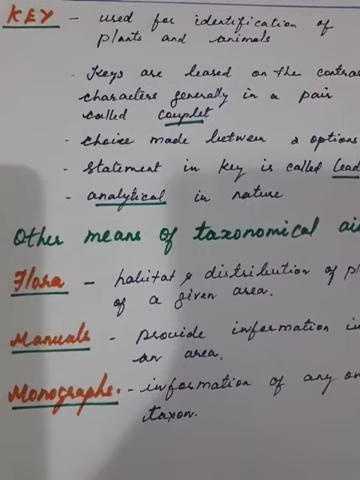 KEY - used for identification of
plants and animals
- Keys are based on the contra
characters generally in a pair
called couplet
- choice made between 2 options
- statement in key is called lead
- analytical in nature
Other means of taxonomical ai
Flora - habitat & distribution of pl
of a given area.
Manuals - provide information
an area.
Monographs. - information of any on
taxon.